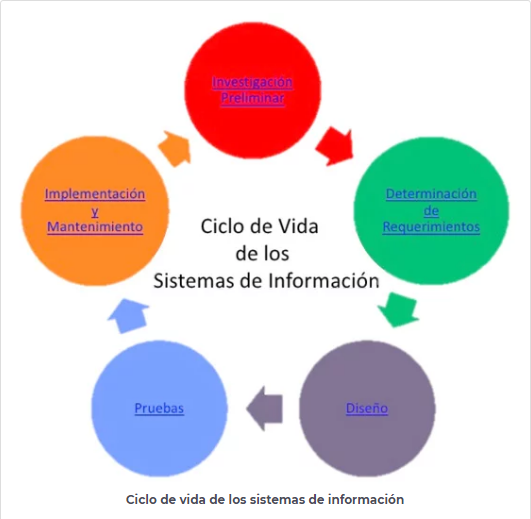 Investigación
Preliminar
Implementación
y
Mantenimiento
Determinación
de
Requerimientos
Ciclo de Vida
de los
Sistemas de Información
Pruebas
Diseño
Ciclo de vida de los sistemas de información